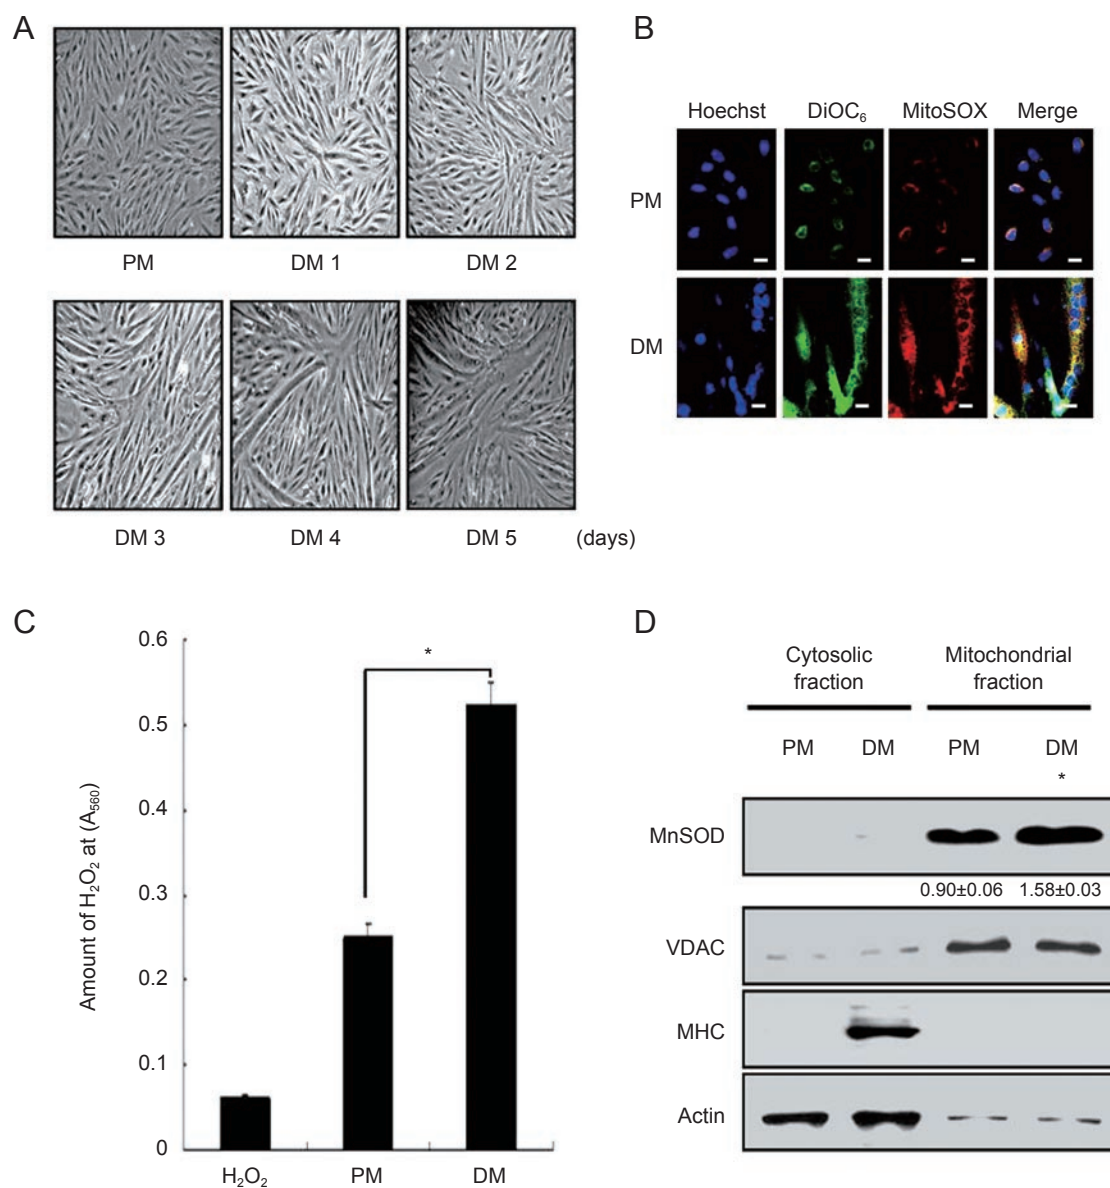 A
PM
DM 1
DM 2
DM 3
DM 4
DM 5
(days)
B
Hoechst
DiOC₆
MitoSOX
Merge
PM
DM
C
Amount of H₂O₂ at (A₅₆₀)
0.6
0.5
0.4
0.3
0.2
0.1
0
*
H₂O₂
PM
DM
D
Cytosolic
fraction
Mitochondrial
fraction
PM
DM
PM
DM
*
MnSOD
0.90±0.06
1.58±0.03
VDAC
MHC
Actin